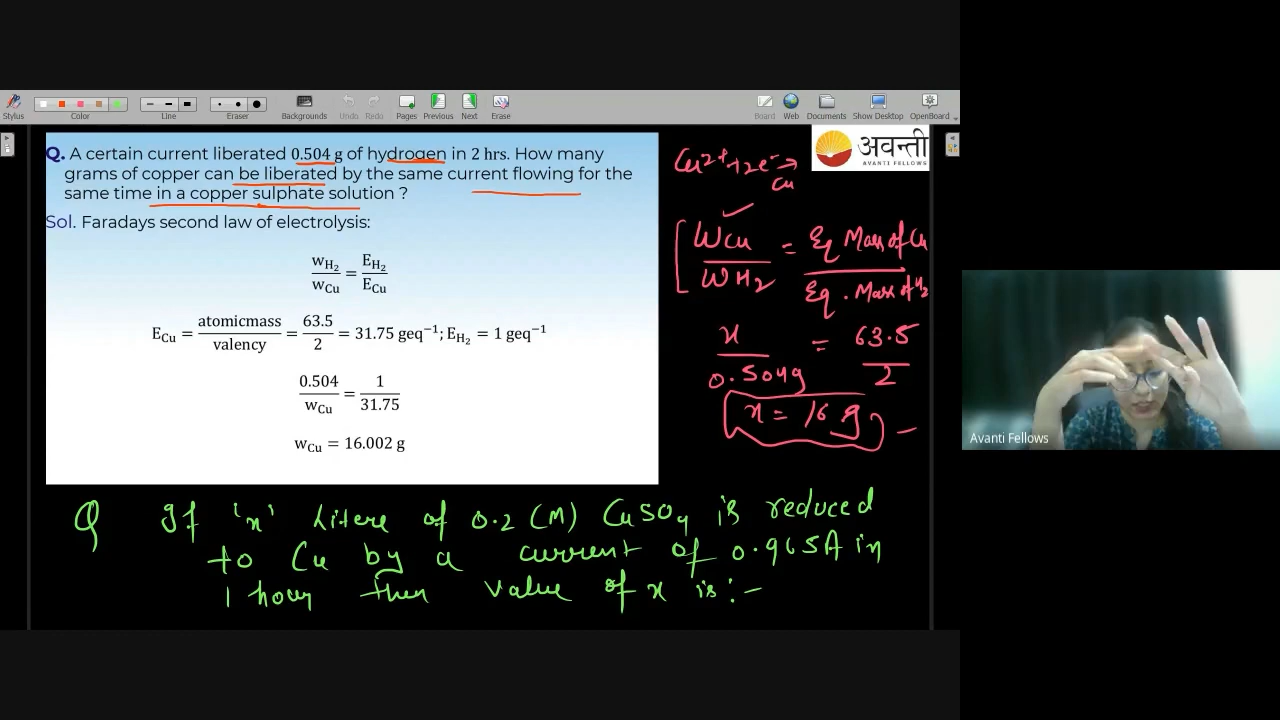 Stylus
Color
Line
Eraser
Backgrounds
Undo
Redo
Pages
Previous
Next
Erase
Board
Web
Documents
Show Desktop
OpenBoard
Q. A certain current liberated 0.504 g of hydrogen in 2 hrs. How many
grams of copper can be liberated by the same current flowing for the
same time in a copper sulphate solution ?
Sol. Faradays second law of electrolysis:
w_H₂ / w_Cu = E_H₂ / E_Cu
E_Cu = atomicmass / valency = 63.5 / 2 = 31.75 geq⁻¹; E_H₂ = 1 geq⁻¹
0.504 / w_Cu = 1 / 31.75
w_Cu = 16.002 g
अवन्ती
AVANTI FELLOWS
Cu²⁺ + 2e⁻ →
Cu
WCu / WH₂ = Eq Mass of Cu / Eq. Mass of H₂
x / 0.504g = 63.5 / 2
x = 16 g
Q If 'x' Litere of 0.2 (M) CuSO₄ is reduced
to Cu by a current of 0.965A in
1 hour then value of x is :-
Avanti Fellows